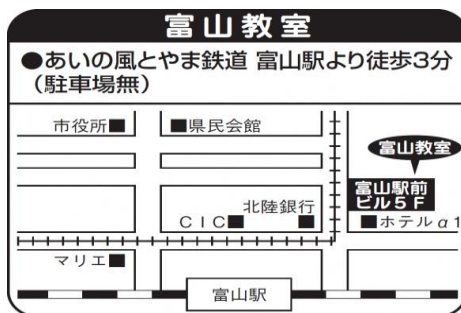 富山教室
●あいの風とやま鉄道 富山駅より徒歩3分
（駐車場無）
市役所■
■県民会館
富山教室
富山駅前
ビル5F
北陸銀行
CIC■
■
■ホテルα1
マリエ■
富山駅